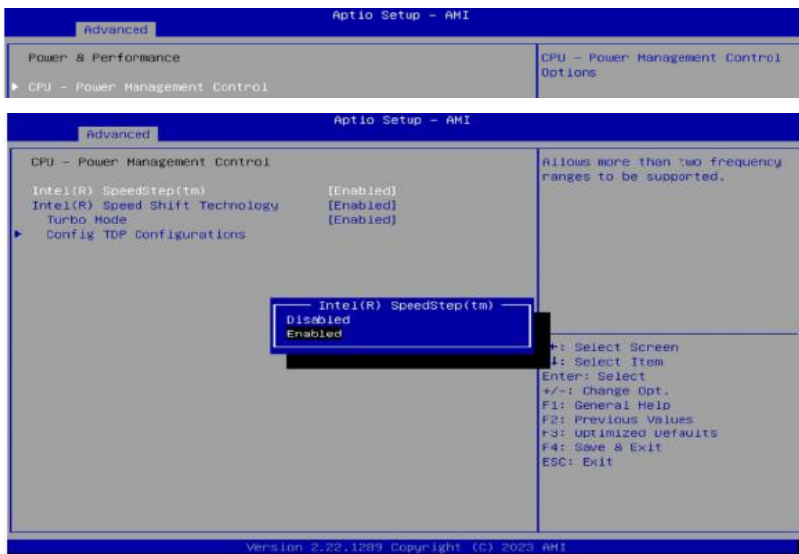 Aptio Setup - AMI
Advanced
Power & Performance
CPU - Power Management Control
CPU - Power Management Control
Options
Aptio Setup - AMI
Advanced
CPU - Power Management Control
Intel(R) SpeedStep(tm) [Enabled]
Intel(R) Speed Shift Technology [Enabled]
Turbo Mode [Enabled]
Config TDP Configurations
Allows more than two frequency
ranges to be supported.
Intel(R) SpeedStep(tm)
Disabled
Enabled
: Select Screen
: Select Item
Enter: Select
+/-: Change Opt.
F1: General Help
F2: Previous Values
F3: Optimized Defaults
F4: Save & Exit
ESC: Exit
Version 2.22.1289 Copyright (C) 2023 AMI